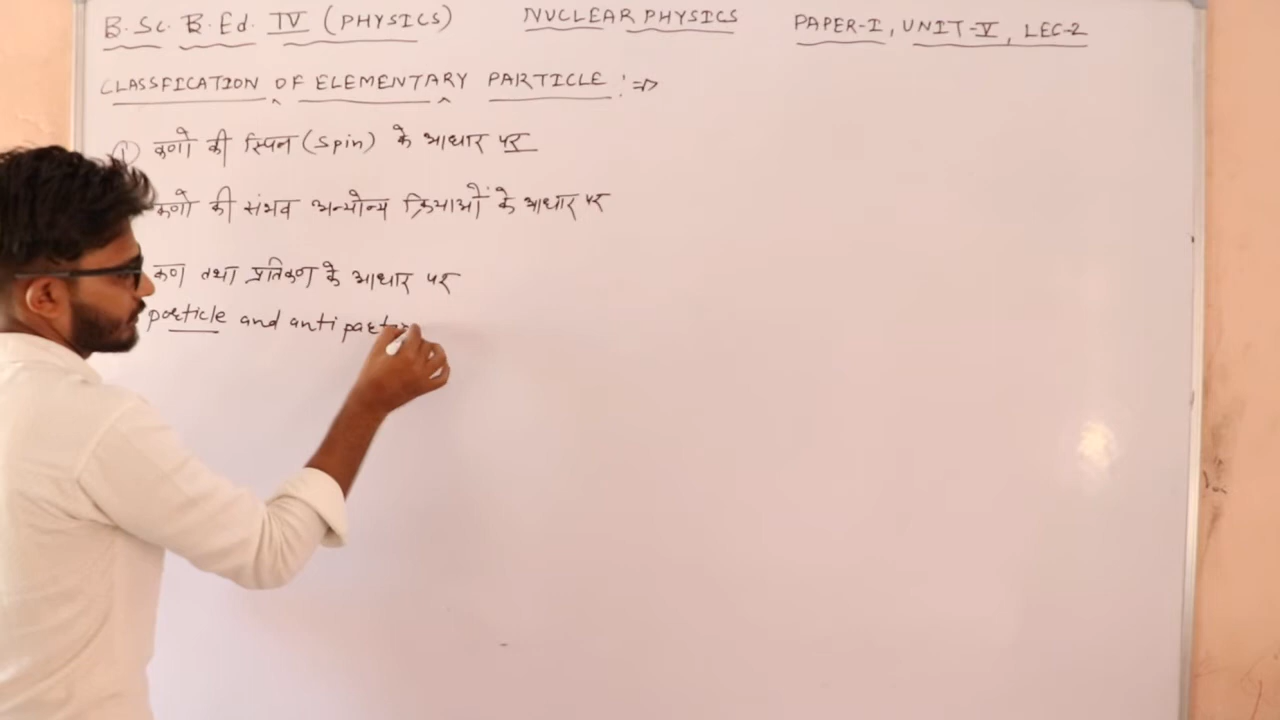 B.Sc. B.Ed. IV (PHYSICS) NUCLEAR PHYSICS PAPER-I, UNIT-V, LEC-2
CLASSFICATION OF ELEMENTARY PARTICLE :⇒
① कणो की स्पिन (Spin) के आधार पर
कणो की संभव अन्योन्य क्रियाओं के आधार पर
कण तथा प्रतिकण के आधार पर
particle and anti